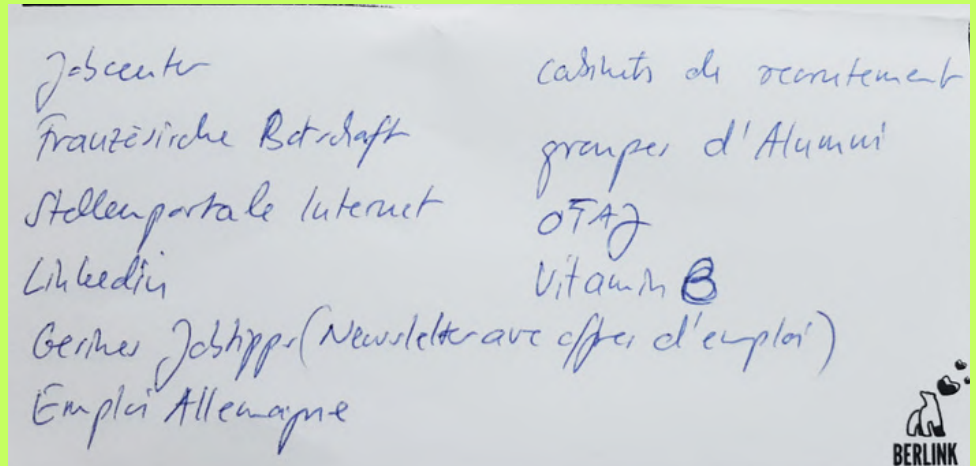 Jobcenter
Französische Botschaft
Stellenportale Internet
Linkedin
Berliner Jobtipps (Newsletter avec offres d'emploi)
Emploi Allemagne
cabinets de recrutement
groupes d'Alumni
OFAJ
Vitamin B
BERLINK